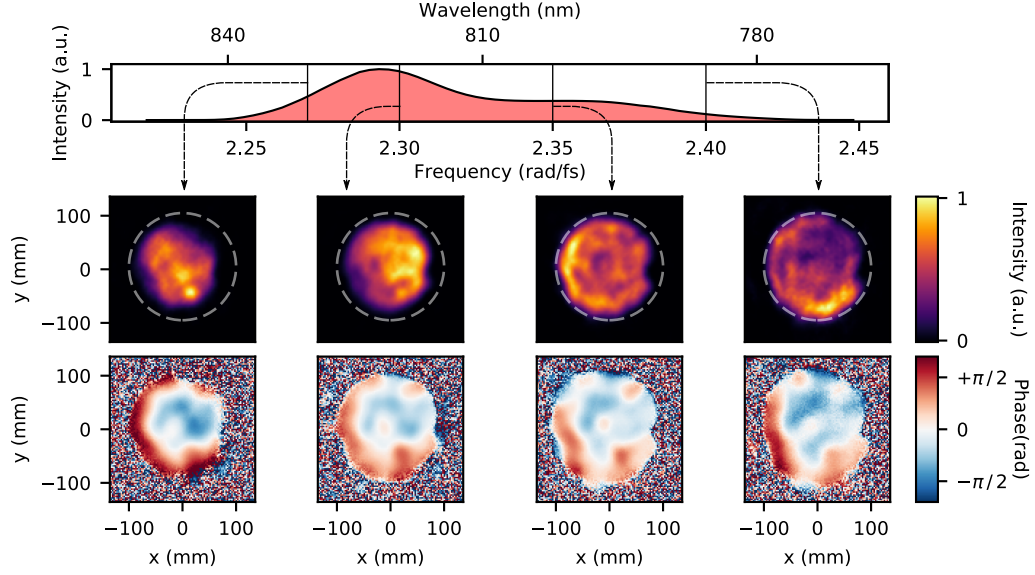 Wavelength (nm)
840 810 780
Intensity (a.u.)
1
0
2.25 2.30 2.35 2.40 2.45
Frequency (rad/fs)
y (mm)
100
0
−100
1
0
Intensity (a.u.)
y (mm)
100
0
−100
+π/2
0
−π/2
Phase(rad)
−100 0 100 −100 0 100 −100 0 100 −100 0 100
x (mm) x (mm) x (mm) x (mm)